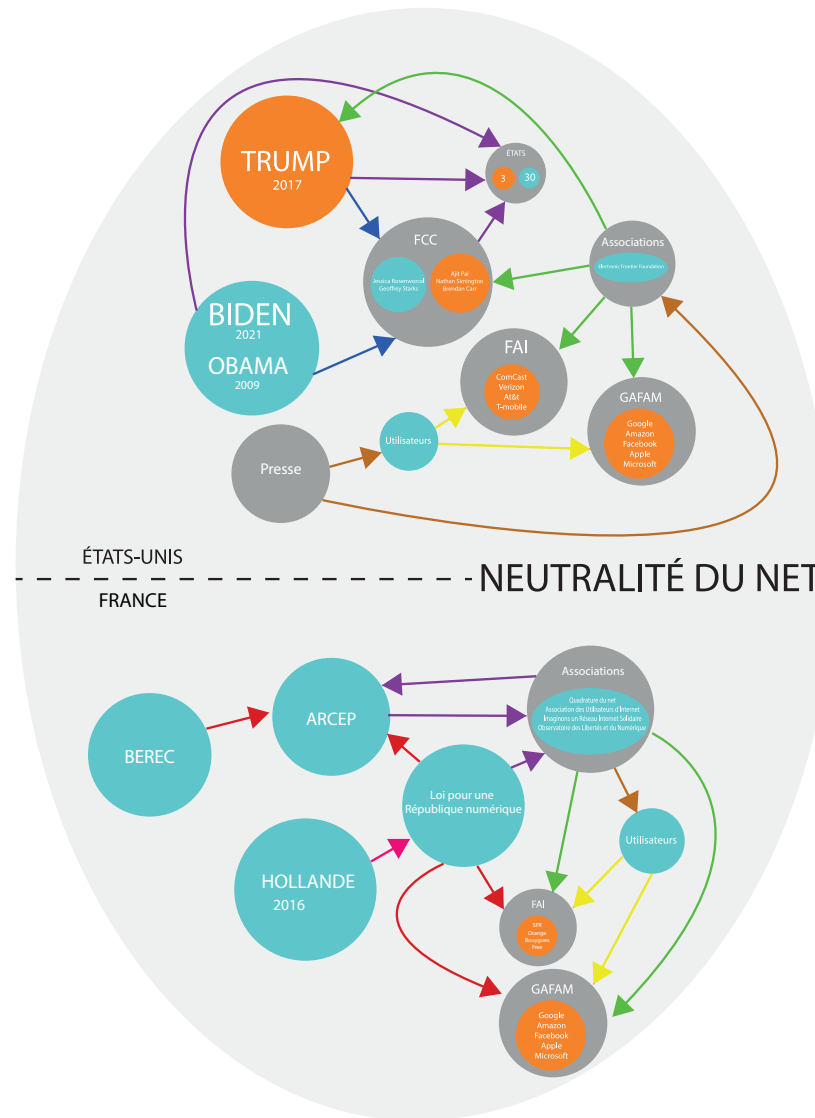 TRUMP
2017
ÉTATS
3
30
FCC
Jessica Rosenworcel
Geoffrey Starks
Ajit Pai
Nathan Simington
Brendan Carr
Associations
Electronic Frontier Foundation
BIDEN
2021
OBAMA
2009
FAI
ComCast
Verizon
At&t
T-mobile
GAFAM
Google
Amazon
Facebook
Apple
Microsoft
Utilisateurs
Presse
ÉTATS-UNIS
NEUTRALITÉ DU NET
FRANCE
Associations
Quadrature du net
Association des Utilisateurs d'Internet
Imaginons un Réseau Internet Solidaire
Observatoire des Libertés et du Numérique
ARCEP
BEREC
Loi pour une
République numérique
Utilisateurs
HOLLANDE
2016
FAI
SFR
Orange
Bouygues
Free
GAFAM
Google
Amazon
Facebook
Apple
Microsoft